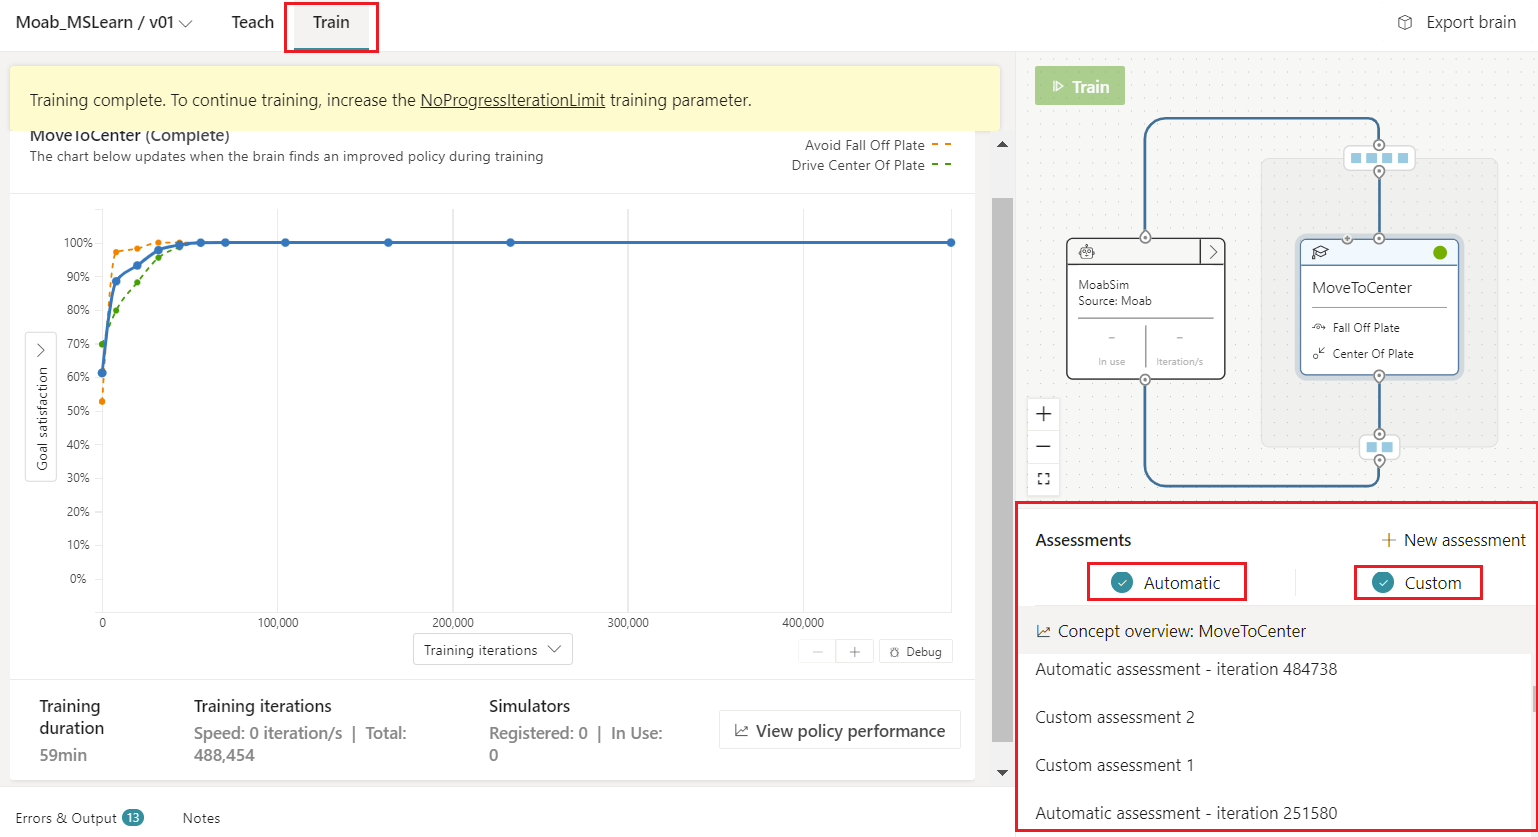 Moab_MSLearn / v01
Teach
Train
Export brain
Training complete. To continue training, increase the NoProgressIterationLimit training parameter.
MoveToCenter (Complete)
The chart below updates when the brain finds an improved policy during training
Avoid Fall Off Plate
Drive Center Of Plate
Goal satisfaction
100%
90%
80%
70%
60%
50%
40%
30%
20%
10%
0%
0
100,000
200,000
300,000
400,000
Training iterations
Debug
Training duration
59min
Training iterations
Speed: 0 iteration/s | Total: 488,454
Simulators
Registered: 0 | In Use: 0
View policy performance
Errors & Output 13
Notes
Train
MoabSim
Source: Moab
-
In use
-
Iteration/s
MoveToCenter
Fall Off Plate
Center Of Plate
Assessments
New assessment
Automatic
Custom
Concept overview: MoveToCenter
Automatic assessment - iteration 484738
Custom assessment 2
Custom assessment 1
Automatic assessment - iteration 251580